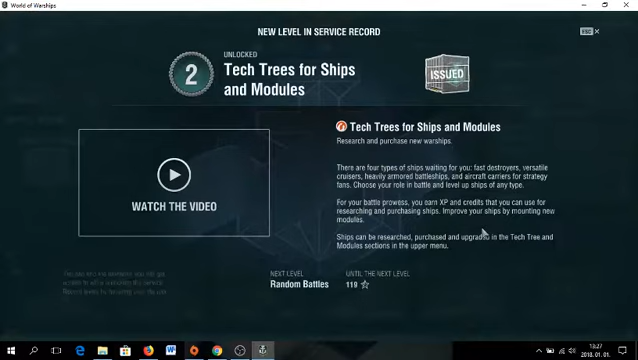 World of Warships
NEW LEVEL IN SERVICE RECORD
ESC
2
UNLOCKED
Tech Trees for Ships
and Modules
ISSUED
Tech Trees for Ships and Modules
Research and purchase new warships.
There are four types of ships waiting for you: fast destroyers, versatile
cruisers, heavily armored battleships, and aircraft carriers for strategy
fans. Choose your role in battle and level up ships of any type.
For your battle prowess, you earn XP and credits that you can use for
researching and purchasing ships. Improve your ships by mounting new
modules.
Ships can be researched, purchased and upgraded in the Tech Tree and
Modules sections in the upper menu.
WATCH THE VIDEO
NEXT LEVEL
Random Battles
UNTIL THE NEXT LEVEL
119
13:27
2018. 01. 01.